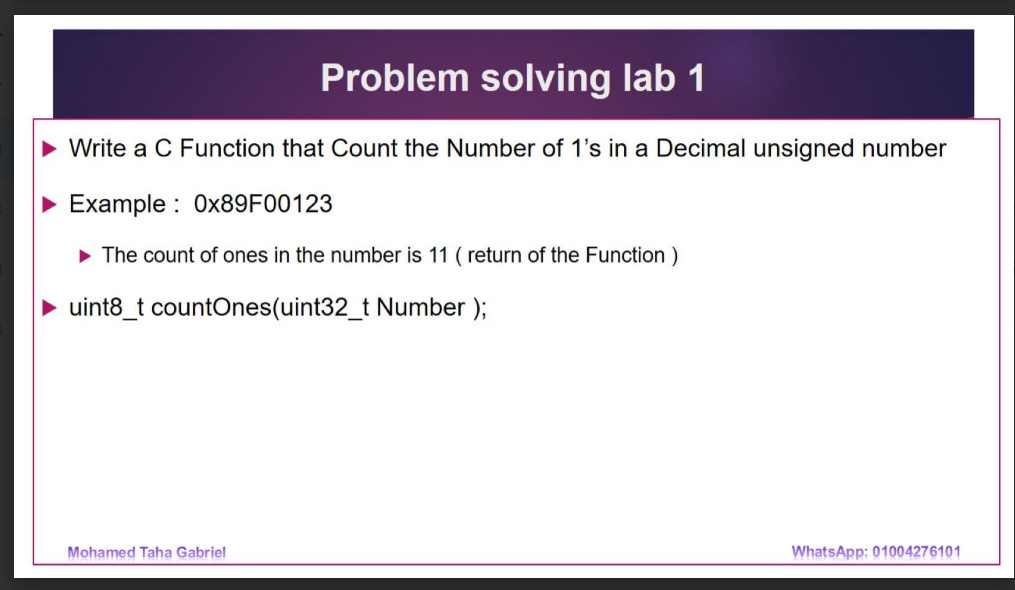 Problem solving lab 1
Write a C Function that Count the Number of 1’s in a Decimal unsigned number
Example : 0x89F00123
The count of ones in the number is 11 ( return of the Function )
uint8_t countOnes(uint32_t Number );
Mohamed Taha Gabriel
WhatsApp: 01004276101